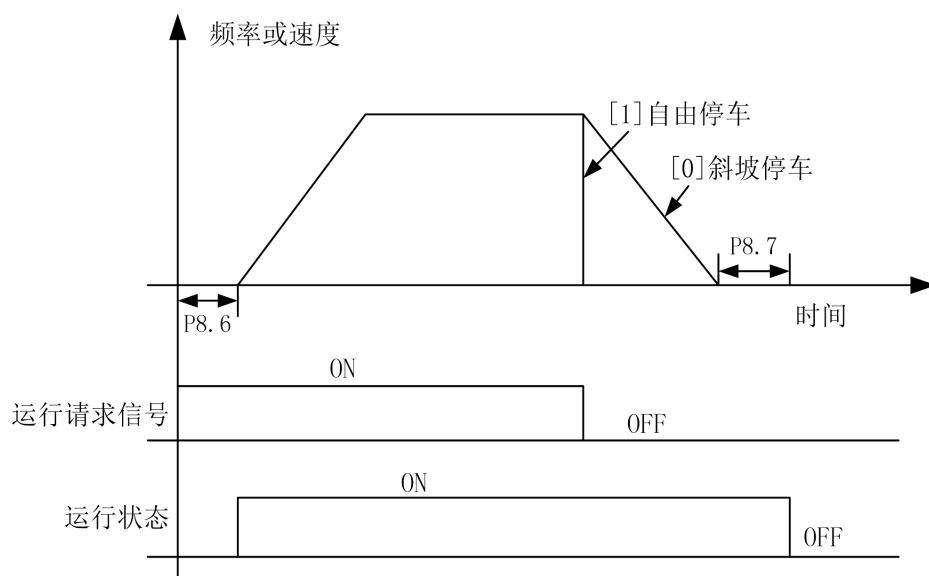 频率或速度
[1]自由停车
[0]斜坡停车
P8.7
P8.6
时间
ON
运行请求信号
OFF
ON
运行状态
OFF